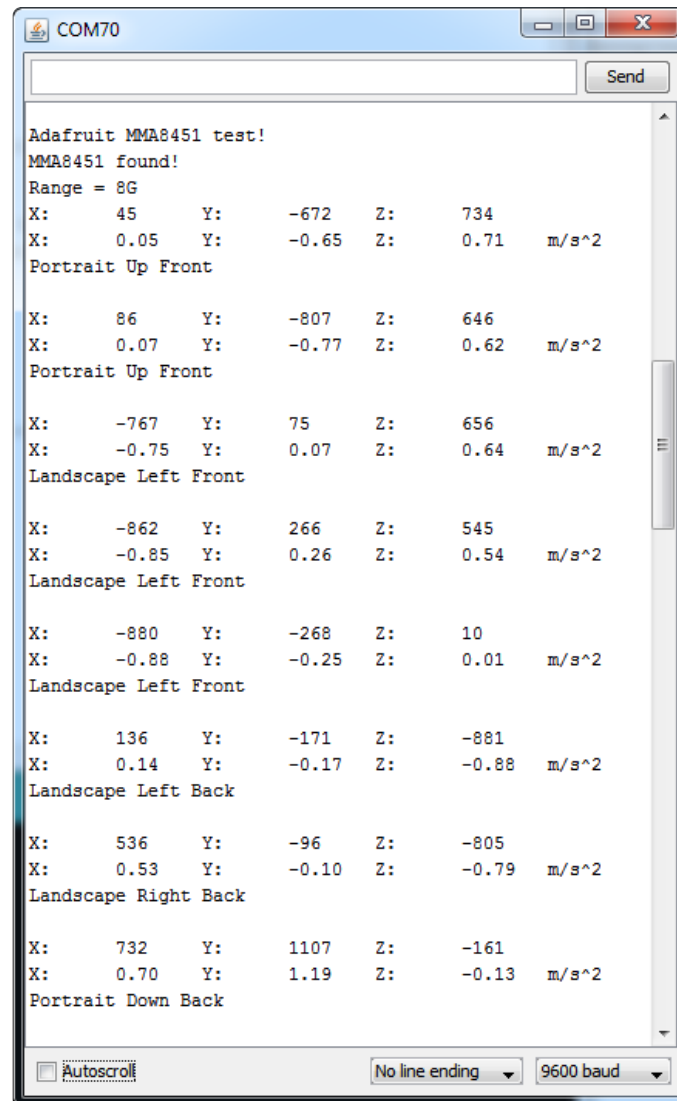 COM70
Send
Adafruit MMA8451 test!
MMA8451 found!
Range = 8G
X: 45 Y: -672 Z: 734
X: 0.05 Y: -0.65 Z: 0.71 m/s^2
Portrait Up Front
X: 86 Y: -807 Z: 646
X: 0.07 Y: -0.77 Z: 0.62 m/s^2
Portrait Up Front
X: -767 Y: 75 Z: 656
X: -0.75 Y: 0.07 Z: 0.64 m/s^2
Landscape Left Front
X: -862 Y: 266 Z: 545
X: -0.85 Y: 0.26 Z: 0.54 m/s^2
Landscape Left Front
X: -880 Y: -268 Z: 10
X: -0.88 Y: -0.25 Z: 0.01 m/s^2
Landscape Left Front
X: 136 Y: -171 Z: -881
X: 0.14 Y: -0.17 Z: -0.88 m/s^2
Landscape Left Back
X: 536 Y: -96 Z: -805
X: 0.53 Y: -0.10 Z: -0.79 m/s^2
Landscape Right Back
X: 732 Y: 1107 Z: -161
X: 0.70 Y: 1.19 Z: -0.13 m/s^2
Portrait Down Back
Autoscroll No line ending 9600 baud